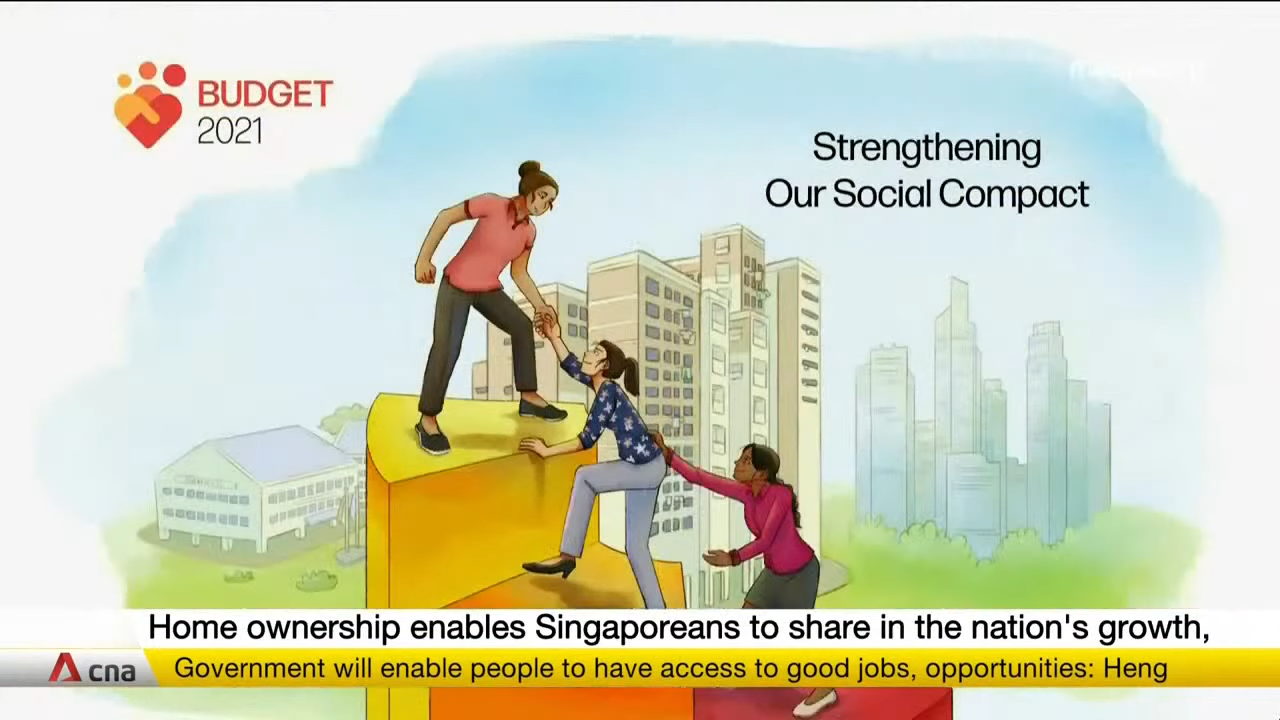 BUDGET
2021
Strengthening
Our Social Compact
Home ownership enables Singaporeans to share in the nation's growth,
cna
Government will enable people to have access to good jobs, opportunities: Heng